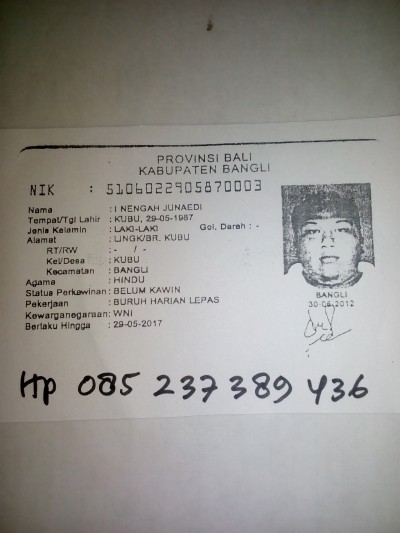 PROVINSI BALI
KABUPATEN BANGLI
NIK : 5106022905870003
Nama : I NENGAH JUNAEDI
Tempat/Tgl Lahir : KUBU, 29-05-1987
Jenis Kelamin : LAKI-LAKI Gol. Darah : -
Alamat : LINGK/BR. KUBU
RT/RW : - / -
Kel/Desa : KUBU
Kecamatan : BANGLI
Agama : HINDU
Status Perkawinan : BELUM KAWIN
Pekerjaan : BURUH HARIAN LEPAS
Kewarganegaraan : WNI
Berlaku Hingga : 29-05-2017
BANGLI
30-06-2012
Hp 085 237 389 436